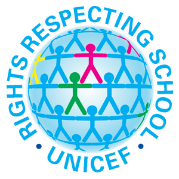 RIGHTS RESPECTING SCHOOL
• UNICEF •